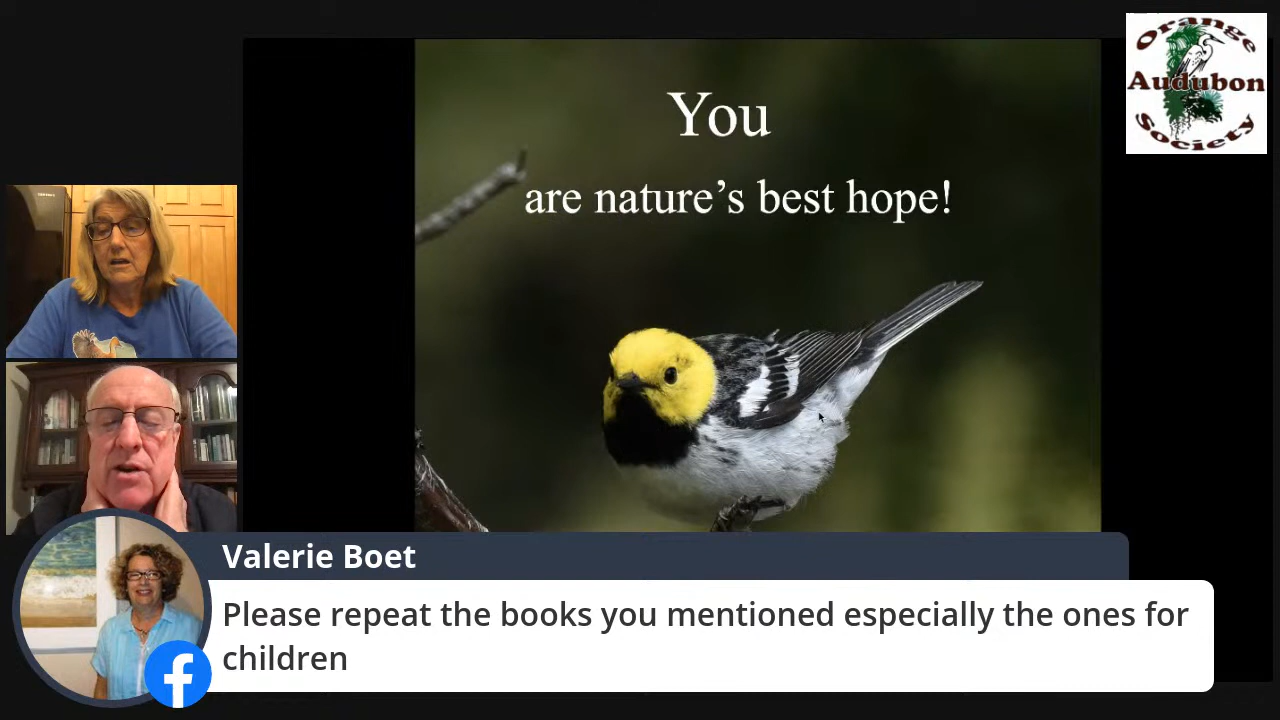 Orange
Audubon
Society
You
are nature's best hope!
Valerie Boet
Please repeat the books you mentioned especially the ones for
children